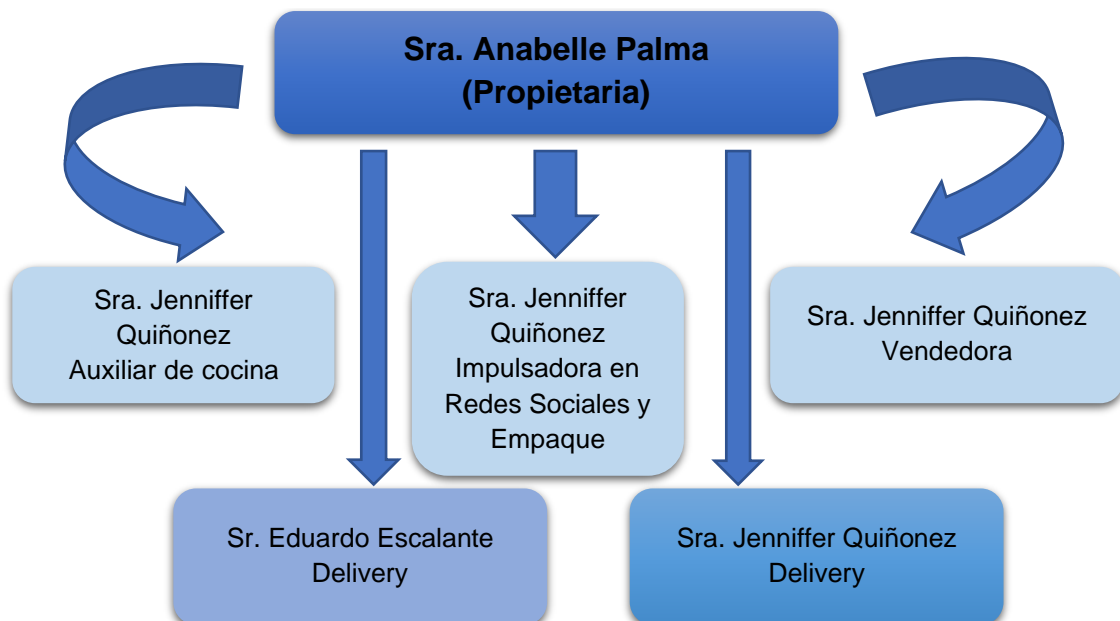 Sra. Anabelle Palma
(Propietaria)
Sra. Jenniffer
Quiñonez
Auxiliar de cocina
Sra. Jenniffer
Quiñonez
Impulsadora en
Redes Sociales y
Empaque
Sra. Jenniffer Quiñonez
Vendedora
Sr. Eduardo Escalante
Delivery
Sra. Jenniffer Quiñonez
Delivery